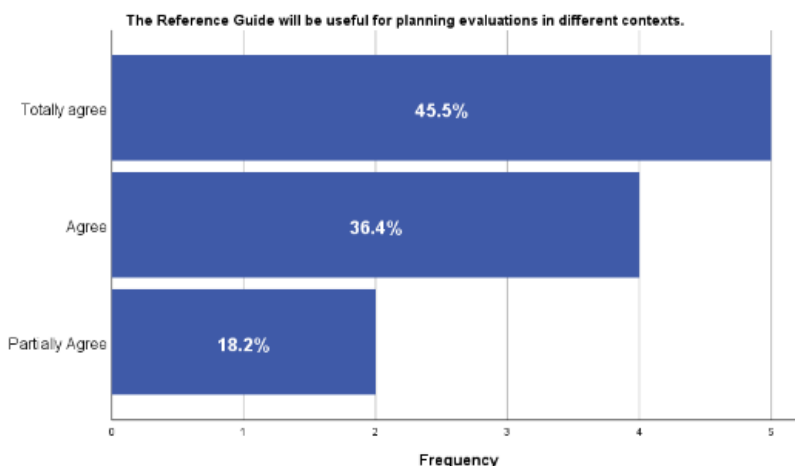 The Reference Guide will be useful for planning evaluations in different contexts.
Totally agree
45.5%
Agree
36.4%
Partially Agree
18.2%
0 1 2 3 4 5
Frequency